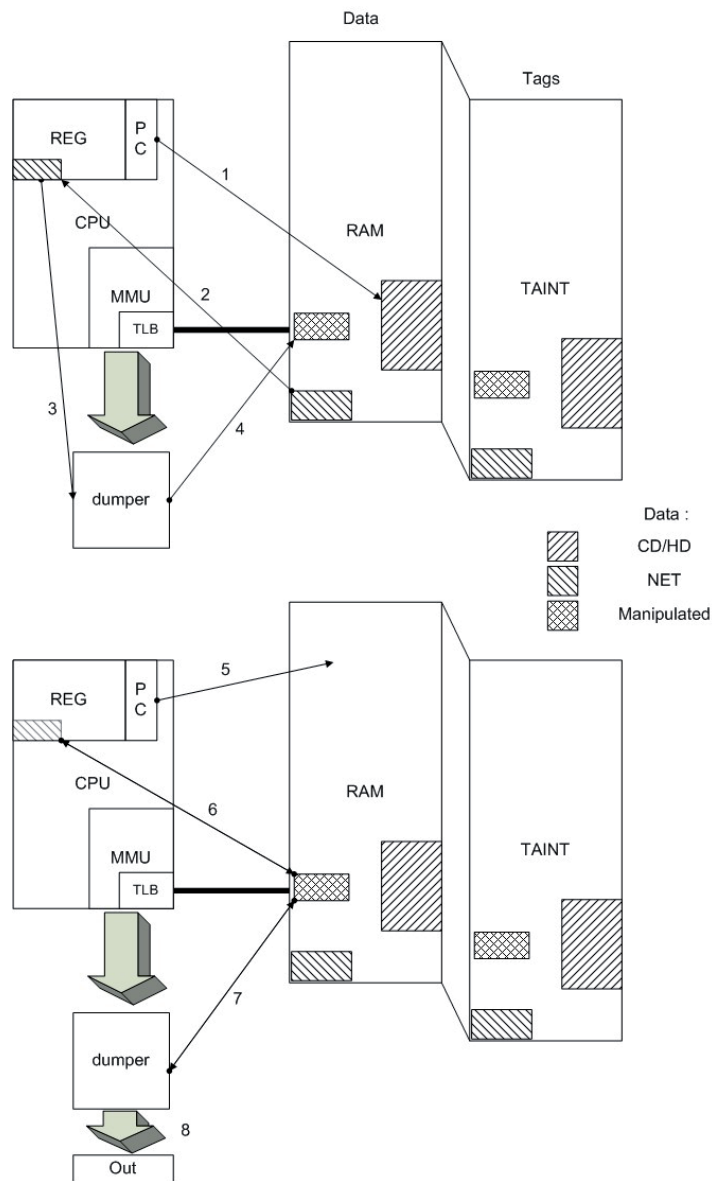 Data
Tags
REG
P
C
1
CPU
RAM
MMU
2
TAINT
TLB
3
4
dumper
Data :
CD/HD
NET
Manipulated
5
REG
P
C
CPU
RAM
6
MMU
TAINT
TLB
7
dumper
8
Out